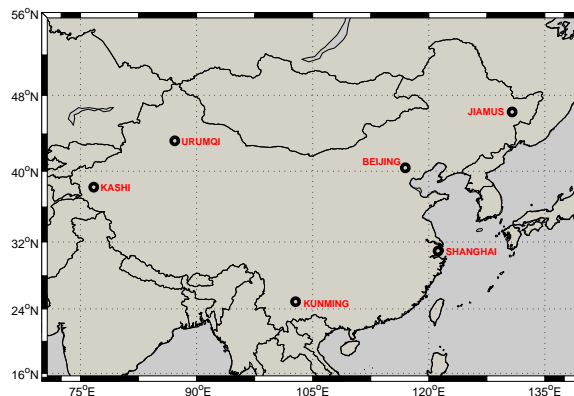 56°N
48°N
JIAMUS
URUMQI
BEIJING
40°N
KASHI
32°N
SHANGHAI
KUNMING
24°N
16°N
75°E
90°E
105°E
120°E
135°E